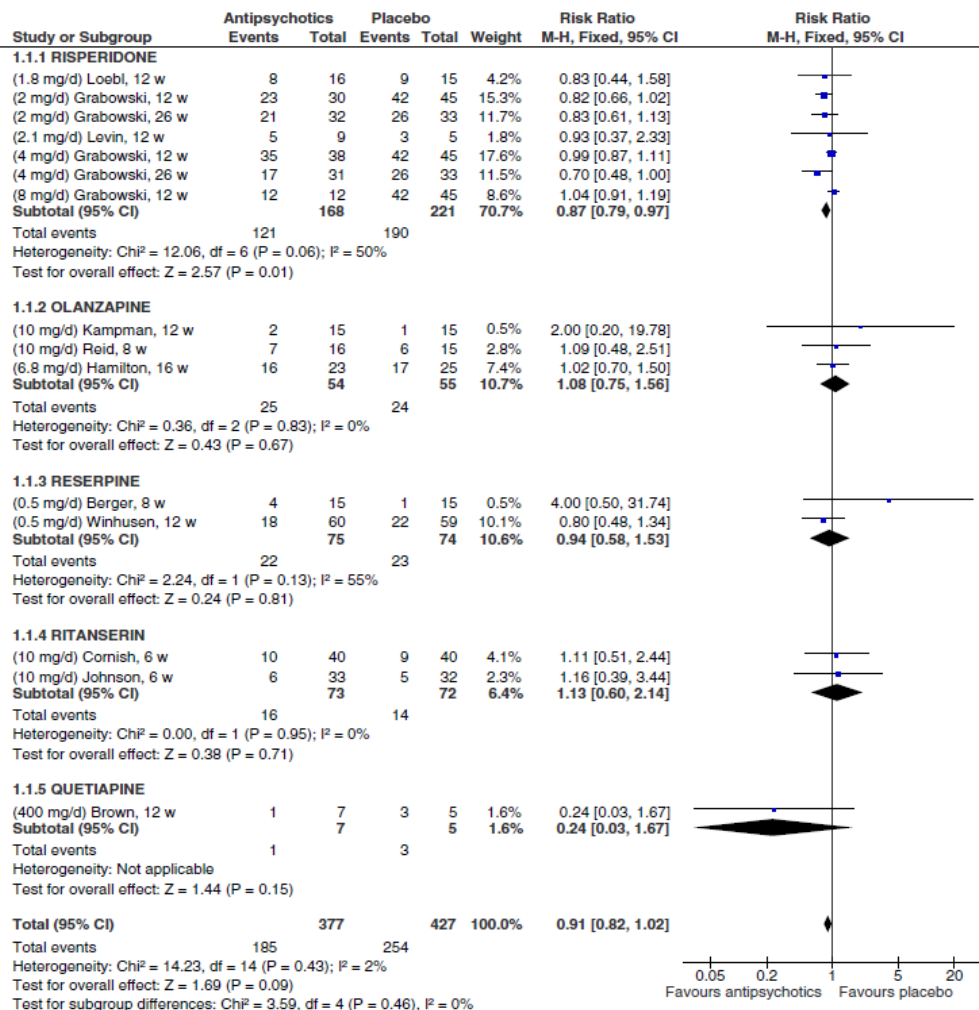 Antipsychotics Placebo Risk Ratio Risk Ratio
Study or Subgroup Events Total Events Total Weight M-H, Fixed, 95% CI M-H, Fixed, 95% CI
1.1.1 RISPERIDONE
(1.8 mg/d) Loebl, 12 w 8 16 9 15 4.2% 0.83 [0.44, 1.58]
(2 mg/d) Grabowski, 12 w 23 30 42 45 15.3% 0.82 [0.66, 1.02]
(2 mg/d) Grabowski, 26 w 21 32 26 33 11.7% 0.83 [0.61, 1.13]
(2.1 mg/d) Levin, 12 w 5 9 3 5 1.8% 0.93 [0.37, 2.33]
(4 mg/d) Grabowski, 12 w 35 38 42 45 17.6% 0.99 [0.87, 1.11]
(4 mg/d) Grabowski, 26 w 17 31 26 33 11.5% 0.70 [0.48, 1.00]
(8 mg/d) Grabowski, 12 w 12 12 42 45 8.6% 1.04 [0.91, 1.19]
Subtotal (95% CI) 168 221 70.7% 0.87 [0.79, 0.97]
Total events 121 190
Heterogeneity: Chi² = 12.06, df = 6 (P = 0.06); I² = 50%
Test for overall effect: Z = 2.57 (P = 0.01)
1.1.2 OLANZAPINE
(10 mg/d) Kampman, 12 w 2 15 1 15 0.5% 2.00 [0.20, 19.78]
(10 mg/d) Reid, 8 w 7 16 6 15 2.8% 1.09 [0.48, 2.51]
(6.8 mg/d) Hamilton, 16 w 16 23 17 25 7.4% 1.02 [0.70, 1.50]
Subtotal (95% CI) 54 55 10.7% 1.08 [0.75, 1.56]
Total events 25 24
Heterogeneity: Chi² = 0.36, df = 2 (P = 0.83); I² = 0%
Test for overall effect: Z = 0.43 (P = 0.67)
1.1.3 RESERPINE
(0.5 mg/d) Berger, 8 w 4 15 1 15 0.5% 4.00 [0.50, 31.74]
(0.5 mg/d) Winhusen, 12 w 18 60 22 59 10.1% 0.80 [0.48, 1.34]
Subtotal (95% CI) 75 74 10.6% 0.94 [0.58, 1.53]
Total events 22 23
Heterogeneity: Chi² = 2.24, df = 1 (P = 0.13); I² = 55%
Test for overall effect: Z = 0.24 (P = 0.81)
1.1.4 RITANSERIN
(10 mg/d) Cornish, 6 w 10 40 9 40 4.1% 1.11 [0.51, 2.44]
(10 mg/d) Johnson, 6 w 6 33 5 32 2.3% 1.16 [0.39, 3.44]
Subtotal (95% CI) 73 72 6.4% 1.13 [0.60, 2.14]
Total events 16 14
Heterogeneity: Chi² = 0.00, df = 1 (P = 0.95); I² = 0%
Test for overall effect: Z = 0.38 (P = 0.71)
1.1.5 QUETIAPINE
(400 mg/d) Brown, 12 w 1 7 3 5 1.6% 0.24 [0.03, 1.67]
Subtotal (95% CI) 7 5 1.6% 0.24 [0.03, 1.67]
Total events 1 3
Heterogeneity: Not applicable
Test for overall effect: Z = 1.44 (P = 0.15)
Total (95% CI) 377 427 100.0% 0.91 [0.82, 1.02]
Total events 185 254
Heterogeneity: Chi² = 14.23, df = 14 (P = 0.43); I² = 2%
Test for overall effect: Z = 1.69 (P = 0.09)
Test for subgroup differences: Chi² = 3.59, df = 4 (P = 0.46), I² = 0%
0.05 0.2 1 5 20
Favours antipsychotics Favours placebo